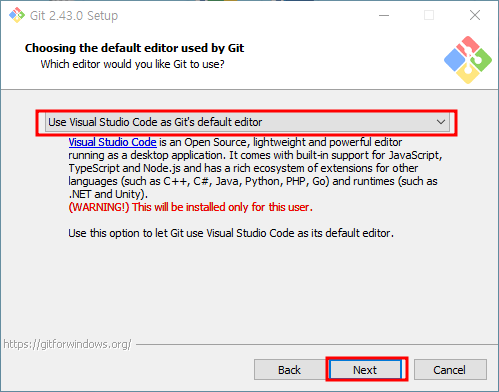 Git 2.43.0 Setup
Choosing the default editor used by Git
Which editor would you like Git to use?
Use Visual Studio Code as Git's default editor
Visual Studio Code is an Open Source, lightweight and powerful editor
running as a desktop application. It comes with built-in support for JavaScript,
TypeScript and Node.js and has a rich ecosystem of extensions for other
languages (such as C++, C#, Java, Python, PHP, Go) and runtimes (such as
.NET and Unity).
(WARNING!) This will be installed only for this user.
Use this option to let Git use Visual Studio Code as its default editor.
https://gitforwindows.org/
Back Next Cancel